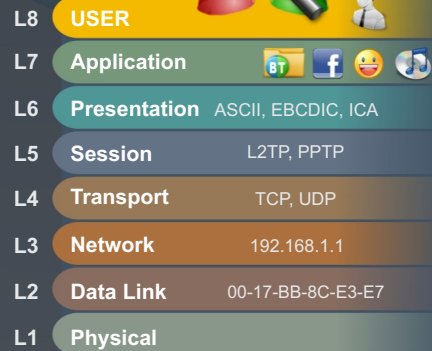 L8 USER
L7 Application BT f
L6 Presentation ASCII, EBCDIC, ICA
L5 Session L2TP, PPTP
L4 Transport TCP, UDP
L3 Network 192.168.1.1
L2 Data Link 00-17-BB-8C-E3-E7
L1 Physical